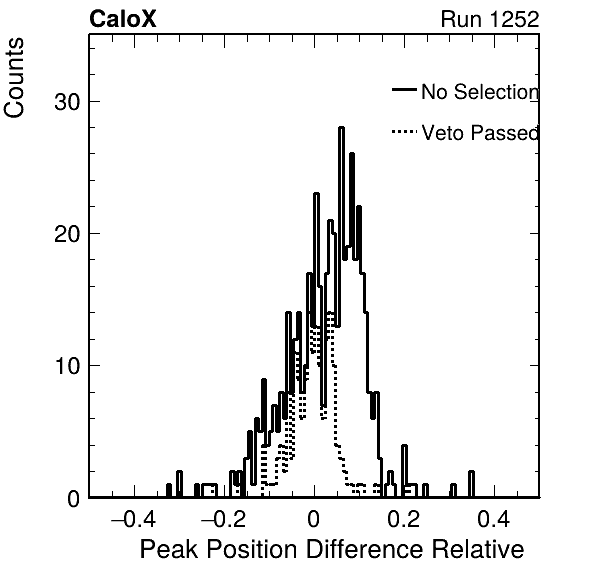 CaloX Run 1252
Counts
No Selection
Veto Passed
30
20
10
0
−0.4 −0.2 0 0.2 0.4
Peak Position Difference Relative